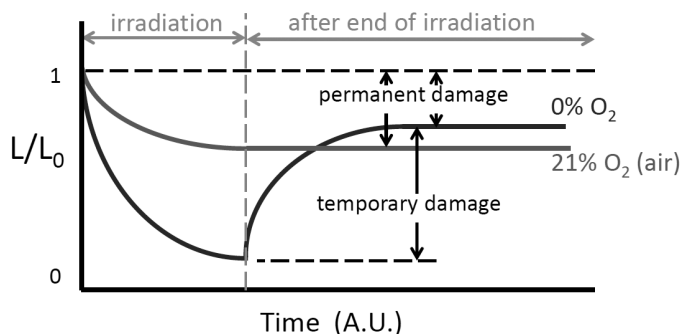 irradiation
after end of irradiation
1
permanent damage
0% O₂
L/L₀
21% O₂ (air)
temporary damage
0
Time (A.U.)